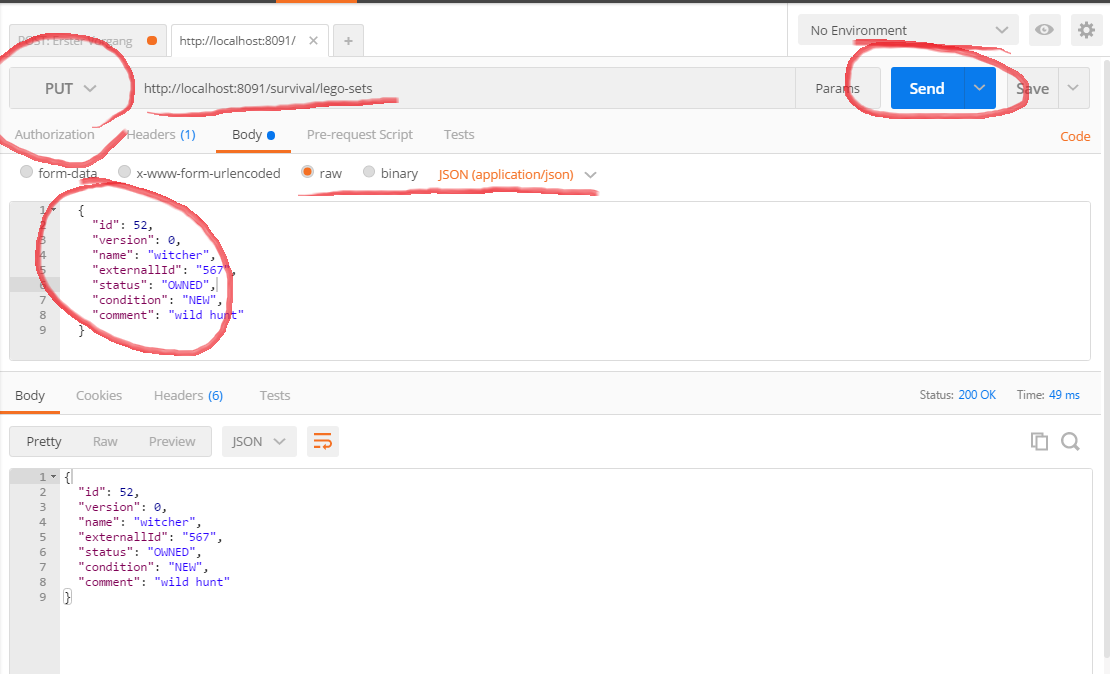 POST: Erster Vorgang
http://localhost:8091/
No Environment
PUT
http://localhost:8091/survival/lego-sets
Params
Send
Save
Authorization
Headers (1)
Body
Pre-request Script
Tests
Code
form-data
x-www-form-urlencoded
raw
binary
JSON (application/json)
1 {
2 "id": 52,
3 "version": 0,
4 "name": "witcher",
5 "externallId": "567",
6 "status": "OWNED",
7 "condition": "NEW",
8 "comment": "wild hunt"
9 }
Body
Cookies
Headers (6)
Tests
Status: 200 OK
Time: 49 ms
Pretty
Raw
Preview
JSON
1 {
2 "id": 52,
3 "version": 0,
4 "name": "witcher",
5 "externallId": "567",
6 "status": "OWNED",
7 "condition": "NEW",
8 "comment": "wild hunt"
9 }